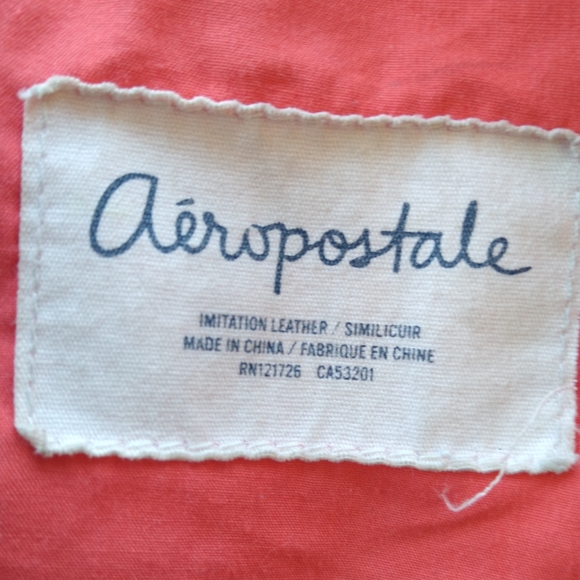 Aéropostale
IMITATION LEATHER / SIMILICUIR
MADE IN CHINA / FABRIQUE EN CHINE
RN121726 CA53201